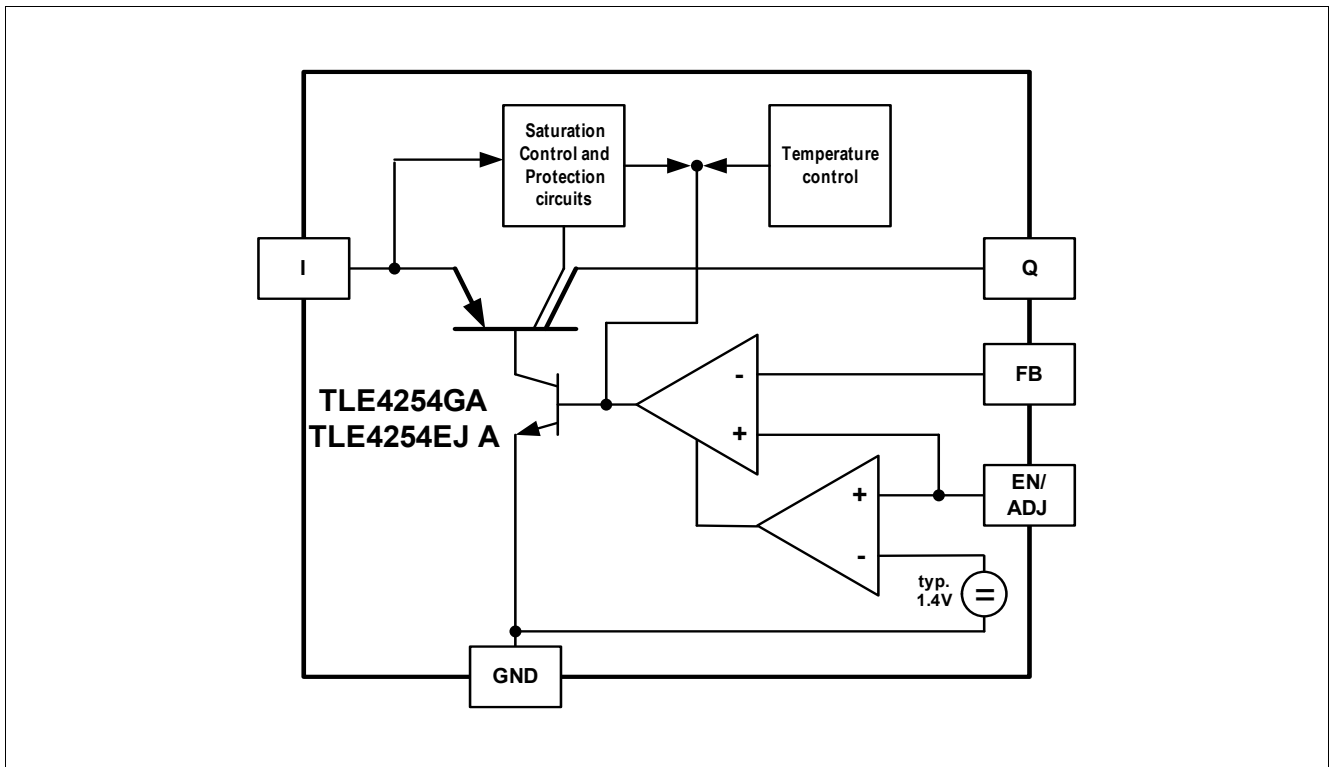 Saturation
Control and
Protection
circuits
Temperature
control
I
Q
FB
-
+
TLE4254GA
TLE4254EJ A
EN/
ADJ
+
-
typ.
1.4V
=
GND